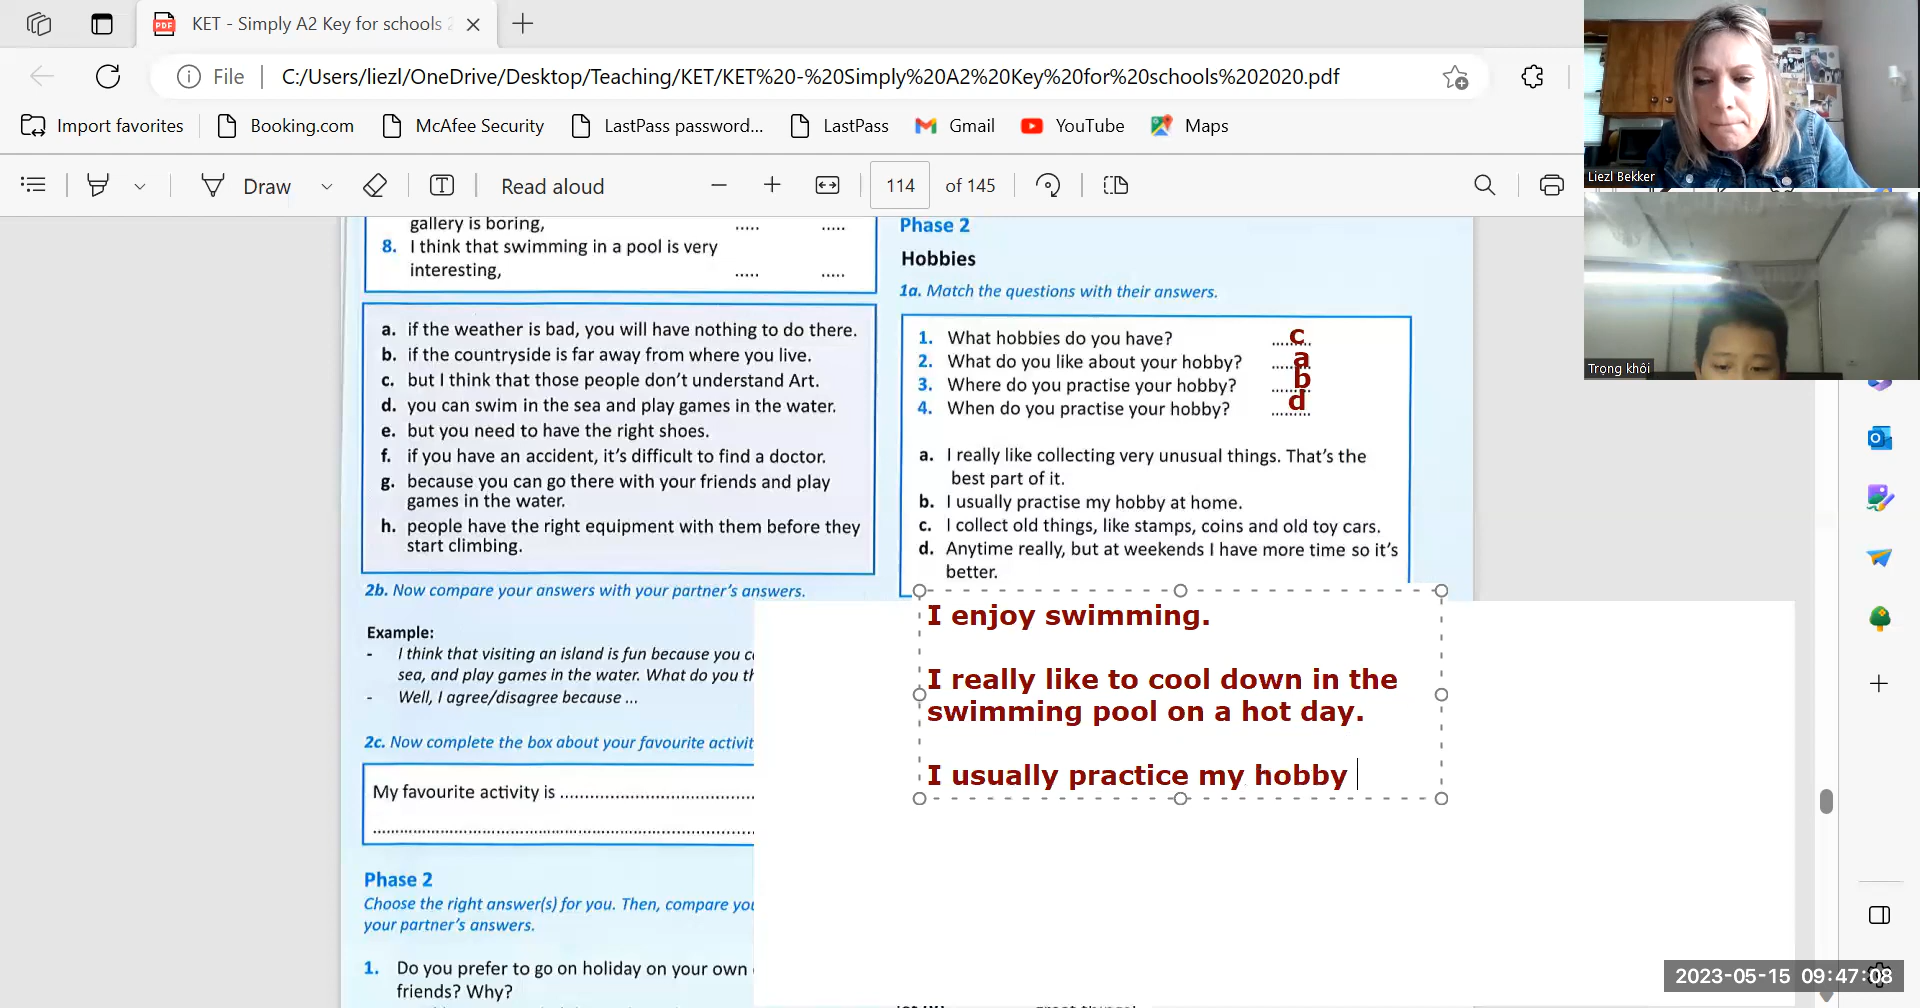 KET - Simply A2 Key for schools 2
File
C:/Users/liezl/OneDrive/Desktop/Teaching/KET/KET%20-%20Simply%20A2%20Key%20for%20schools%202020.pdf
Import favorites
Booking.com
McAfee Security
LastPass password...
LastPass
Gmail
YouTube
Maps
Draw
Read aloud
114
of 145
Liezl Bekker
Trọng khôi
gallery is boring, ..... .....
8. I think that swimming in a pool is very
interesting, ..... .....
a. if the weather is bad, you will have nothing to do there.
b. if the countryside is far away from where you live.
c. but I think that those people don't understand Art.
d. you can swim in the sea and play games in the water.
e. but you need to have the right shoes.
f. if you have an accident, it's difficult to find a doctor.
g. because you can go there with your friends and play
games in the water.
h. people have the right equipment with them before they
start climbing.
2b. Now compare your answers with your partner's answers.
Example:
- I think that visiting an island is fun because you c
sea, and play games in the water. What do you th
- Well, I agree/disagree because ...
2c. Now complete the box about your favourite activit
My favourite activity is ..........................................
Phase 2
Choose the right answer(s) for you. Then, compare you
your partner's answers.
1. Do you prefer to go on holiday on your own
friends? Why?
Phase 2
Hobbies
1a. Match the questions with their answers.
1. What hobbies do you have? c
2. What do you like about your hobby? a
3. Where do you practise your hobby? b
4. When do you practise your hobby? d
a. I really like collecting very unusual things. That's the
best part of it.
b. I usually practise my hobby at home.
c. I collect old things, like stamps, coins and old toy cars.
d. Anytime really, but at weekends I have more time so it's
better.
I enjoy swimming.
I really like to cool down in the
swimming pool on a hot day.
I usually practice my hobby
2023-05-15 09:47:08